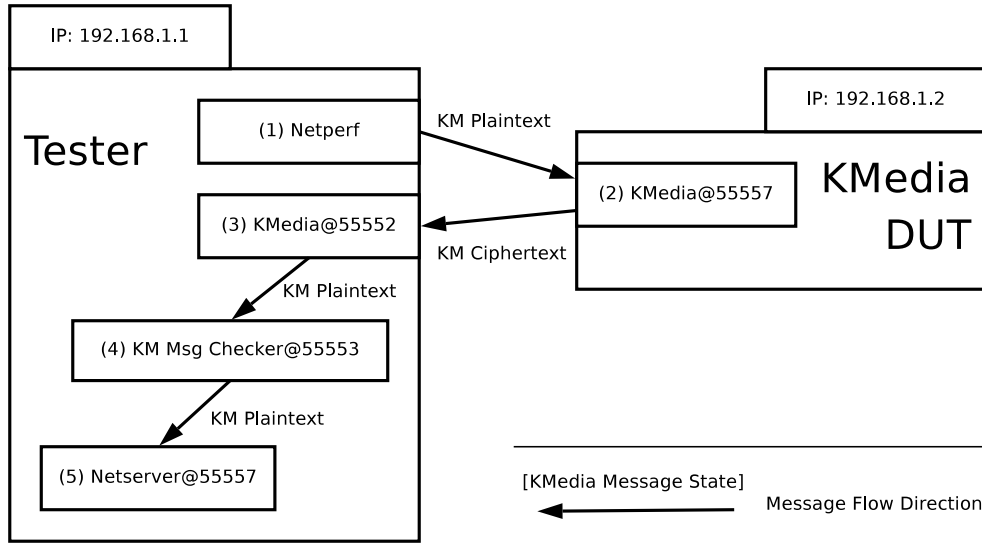 IP: 192.168.1.1
Tester
(1) Netperf
KM Plaintext
IP: 192.168.1.2
KMedia
DUT
(2) KMedia@55557
(3) KMedia@55552
KM Ciphertext
KM Plaintext
(4) KM Msg Checker@55553
KM Plaintext
(5) Netserver@55557
[KMedia Message State]
Message Flow Direction